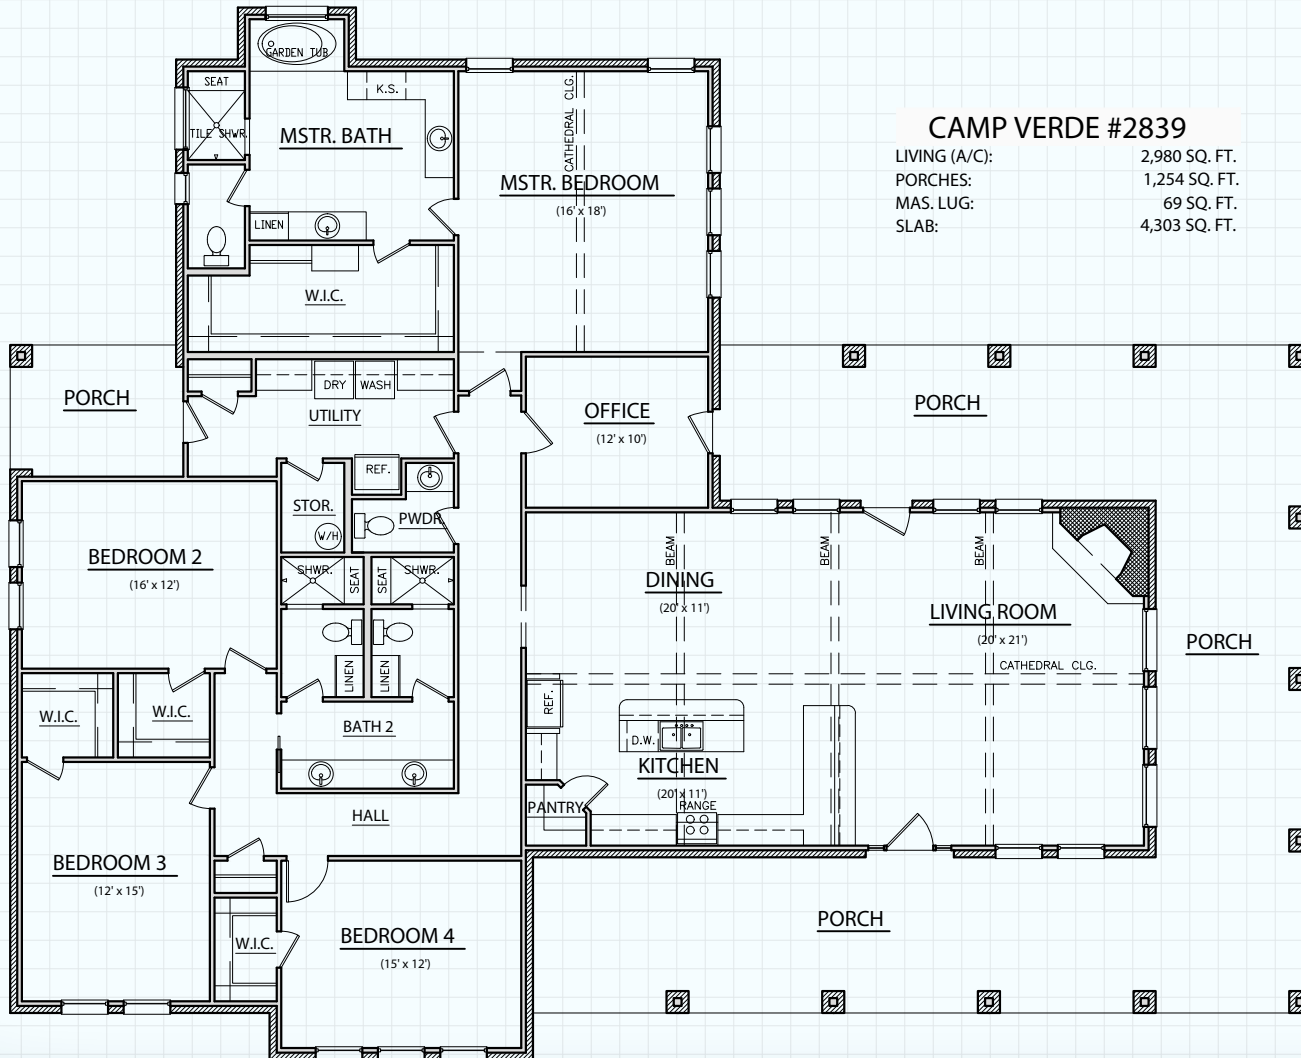 GARDEN TUB
SEAT
K.S.
TILE SHWR.
MSTR. BATH
LINEN
W.I.C.
CATHEDRAL CLG.
MSTR. BEDROOM
(16' x 18')
CAMP VERDE #2839
LIVING (A/C): 2,980 SQ. FT.
PORCHES: 1,254 SQ. FT.
MAS. LUG: 69 SQ. FT.
SLAB: 4,303 SQ. FT.
PORCH
DRY WASH
UTILITY
OFFICE
(12' x 10')
PORCH
REF.
STOR.
W/H
PWDR.
BEDROOM 2
(16' x 12')
SHWR.
SEAT
SEAT
SHWR.
LINEN
LINEN
BEAM
BEAM
BEAM
DINING
(20' x 11')
LIVING ROOM
(20' x 21')
CATHEDRAL CLG.
PORCH
W.I.C.
W.I.C.
BATH 2
REF.
D.W.
KITCHEN
(20' x 11')
PANTRY
RANGE
HALL
BEDROOM 3
(12' x 15')
W.I.C.
BEDROOM 4
(15' x 12')
PORCH